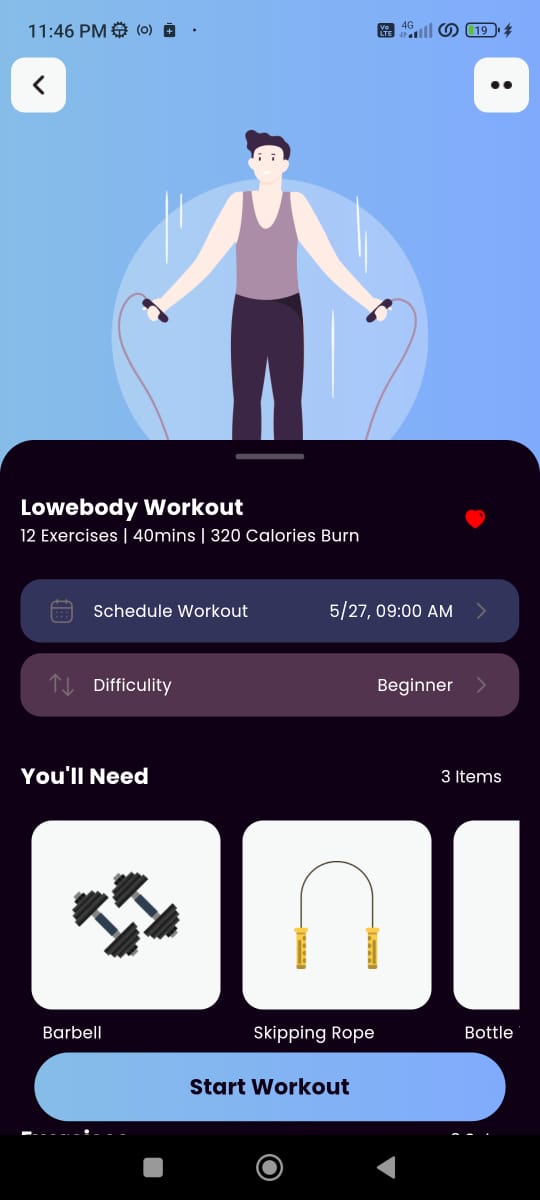 11:46 PM
Vo
LTE
4G
19
Lowebody Workout
12 Exercises | 40mins | 320 Calories Burn
Schedule Workout 5/27, 09:00 AM
Difficulity Beginner
You'll Need 3 Items
Barbell Skipping Rope Bottle
Start Workout